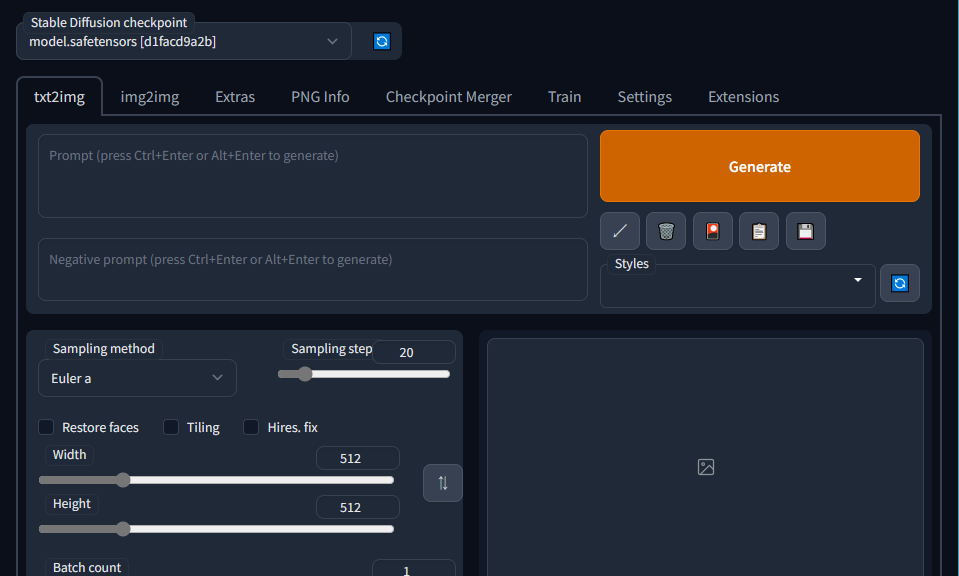 Stable Diffusion checkpoint
model.safetensors [d1facd9a2b]
txt2img img2img Extras PNG Info Checkpoint Merger Train Settings Extensions
Prompt (press Ctrl+Enter or Alt+Enter to generate)
Generate
Negative prompt (press Ctrl+Enter or Alt+Enter to generate)
Styles
Sampling method
Euler a
Sampling step
20
Restore faces Tiling Hires. fix
Width
512
Height
512
Batch count
1